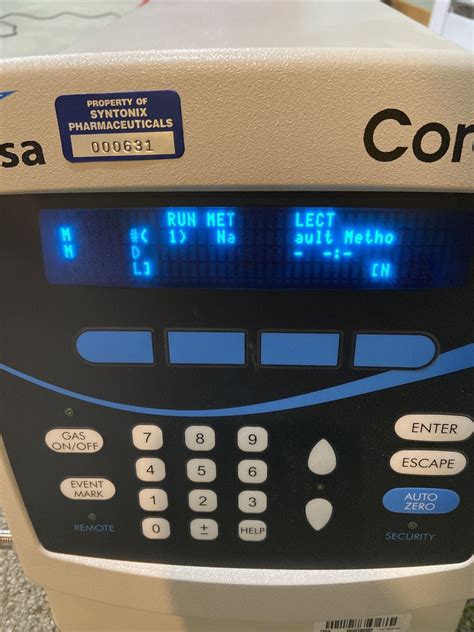 PROPERTY OF
SYNTONIX
PHARMACEUTICALS
000631
sa
Cor
RUN MET LECT
M #( 1) Na ault Metho
M D - -:-
L] [N
GAS
ON/OFF
7 8 9
ENTER
4 5 6
ESCAPE
EVENT
MARK
1 2 3
AUTO
ZERO
REMOTE
0 ± HELP
SECURITY